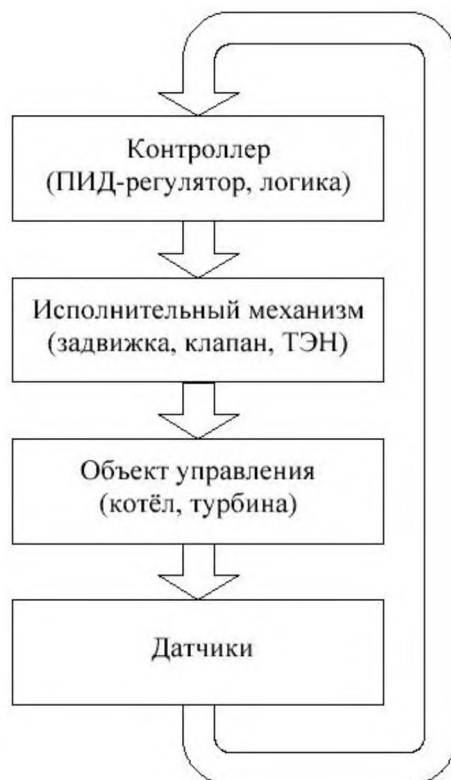 Контроллер
(ПИД-регулятор, логика)
Исполнительный механизм
(задвижка, клапан, ТЭН)
Объект управления
(котёл, турбина)
Датчики